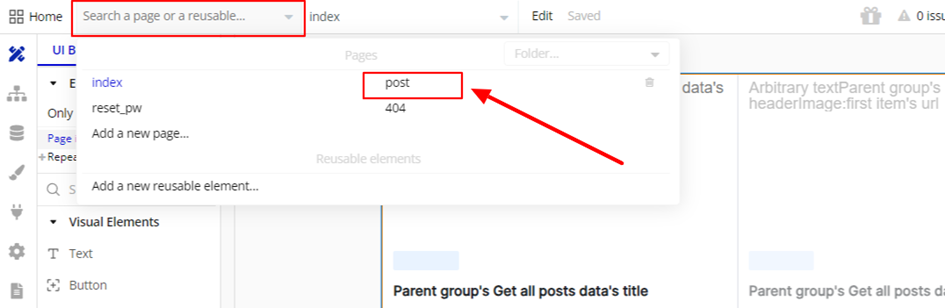 Home Search a page or a reusable... index Edit Saved 0 issu
UI B
Pages Folder...
E
index post
data's Arbitrary textParent group's
headerImage:first item's url
reset_pw 404
Only
Add a new page...
Page i
Repea
Reusable elements
Add a new reusable element...
S
Visual Elements
Text
Button
Parent group's Get all posts data's title Parent group's Get all posts da